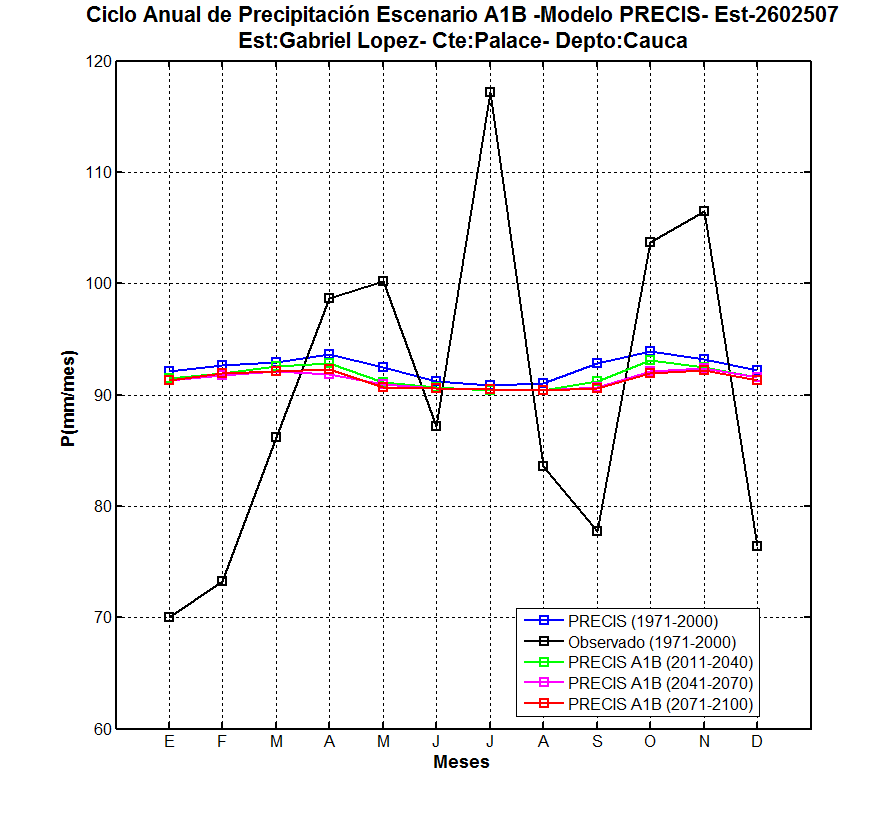 Ciclo Anual de Precipitación Escenario A1B -Modelo PRECIS- Est-2602507
Est:Gabriel Lopez- Cte:Palace- Depto:Cauca
120
110
100
90
80
70
60
P(mm/mes)
E F M A M J J A S O N D
Meses
PRECIS (1971-2000)
Observado (1971-2000)
PRECIS A1B (2011-2040)
PRECIS A1B (2041-2070)
PRECIS A1B (2071-2100)